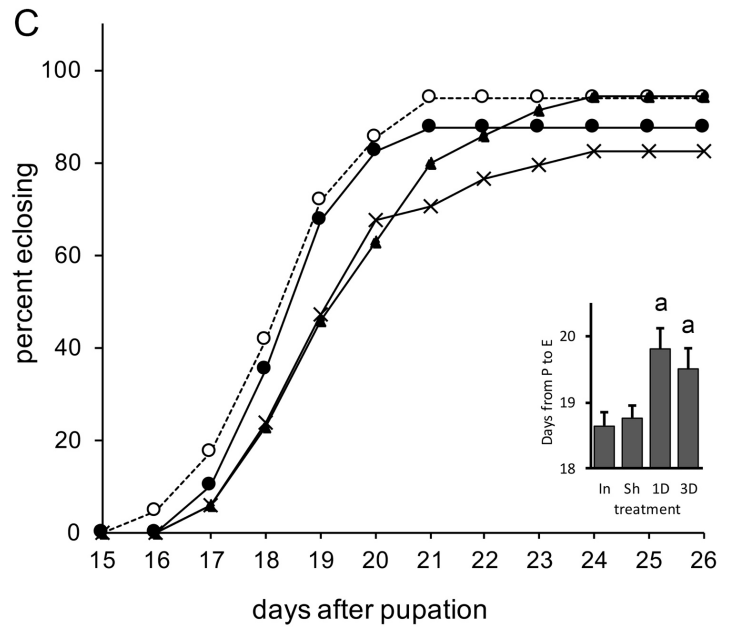 C
percent eclosing
100
80
60
40
20
0
15 16 17 18 19 20 21 22 23 24 25 26
days after pupation
Days from P to E
20
19
18
a a
In Sh 1D 3D
treatment